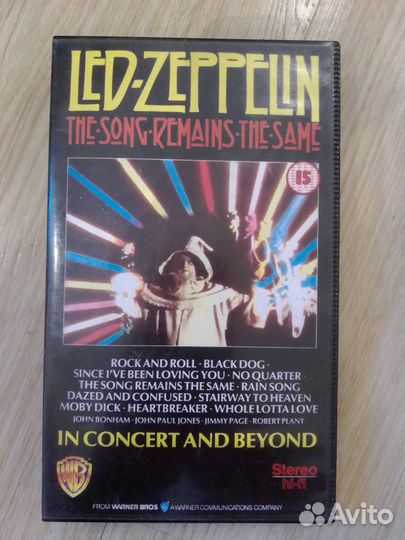 LED-ZEPPELIN
THE·SONG·REMAINS·THE·SAME
15
ROCK AND ROLL · BLACK DOG ·
SINCE I'VE BEEN LOVING YOU · NO QUARTER ·
THE SONG REMAINS THE SAME · RAIN SONG
DAZED AND CONFUSED · STAIRWAY TO HEAVEN
MOBY DICK · HEARTBREAKER · WHOLE LOTTA LOVE
JOHN BONHAM · JOHN PAUL JONES · JIMMY PAGE · ROBERT PLANT
IN CONCERT AND BEYOND
WB
Stereo
hi-fi
FROM WARNER BROS A WARNER COMMUNICATIONS COMPANY
Avito